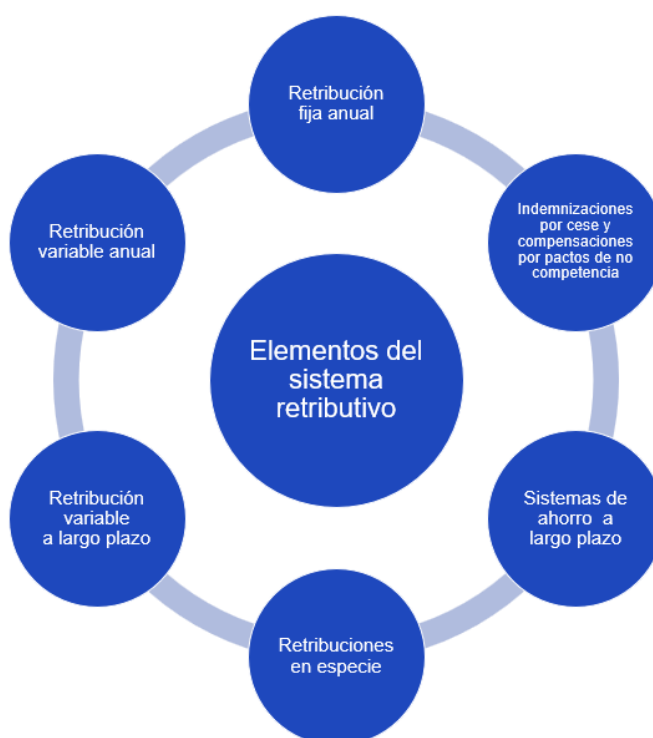 Retribución
fija anual
Indemnizaciones
por cese y
compensaciones
por pactos de no
competencia
Sistemas de
ahorro a
largo plazo
Retribuciones
en especie
Retribución
variable
a largo plazo
Retribución
variable anual
Elementos del
sistema
retributivo